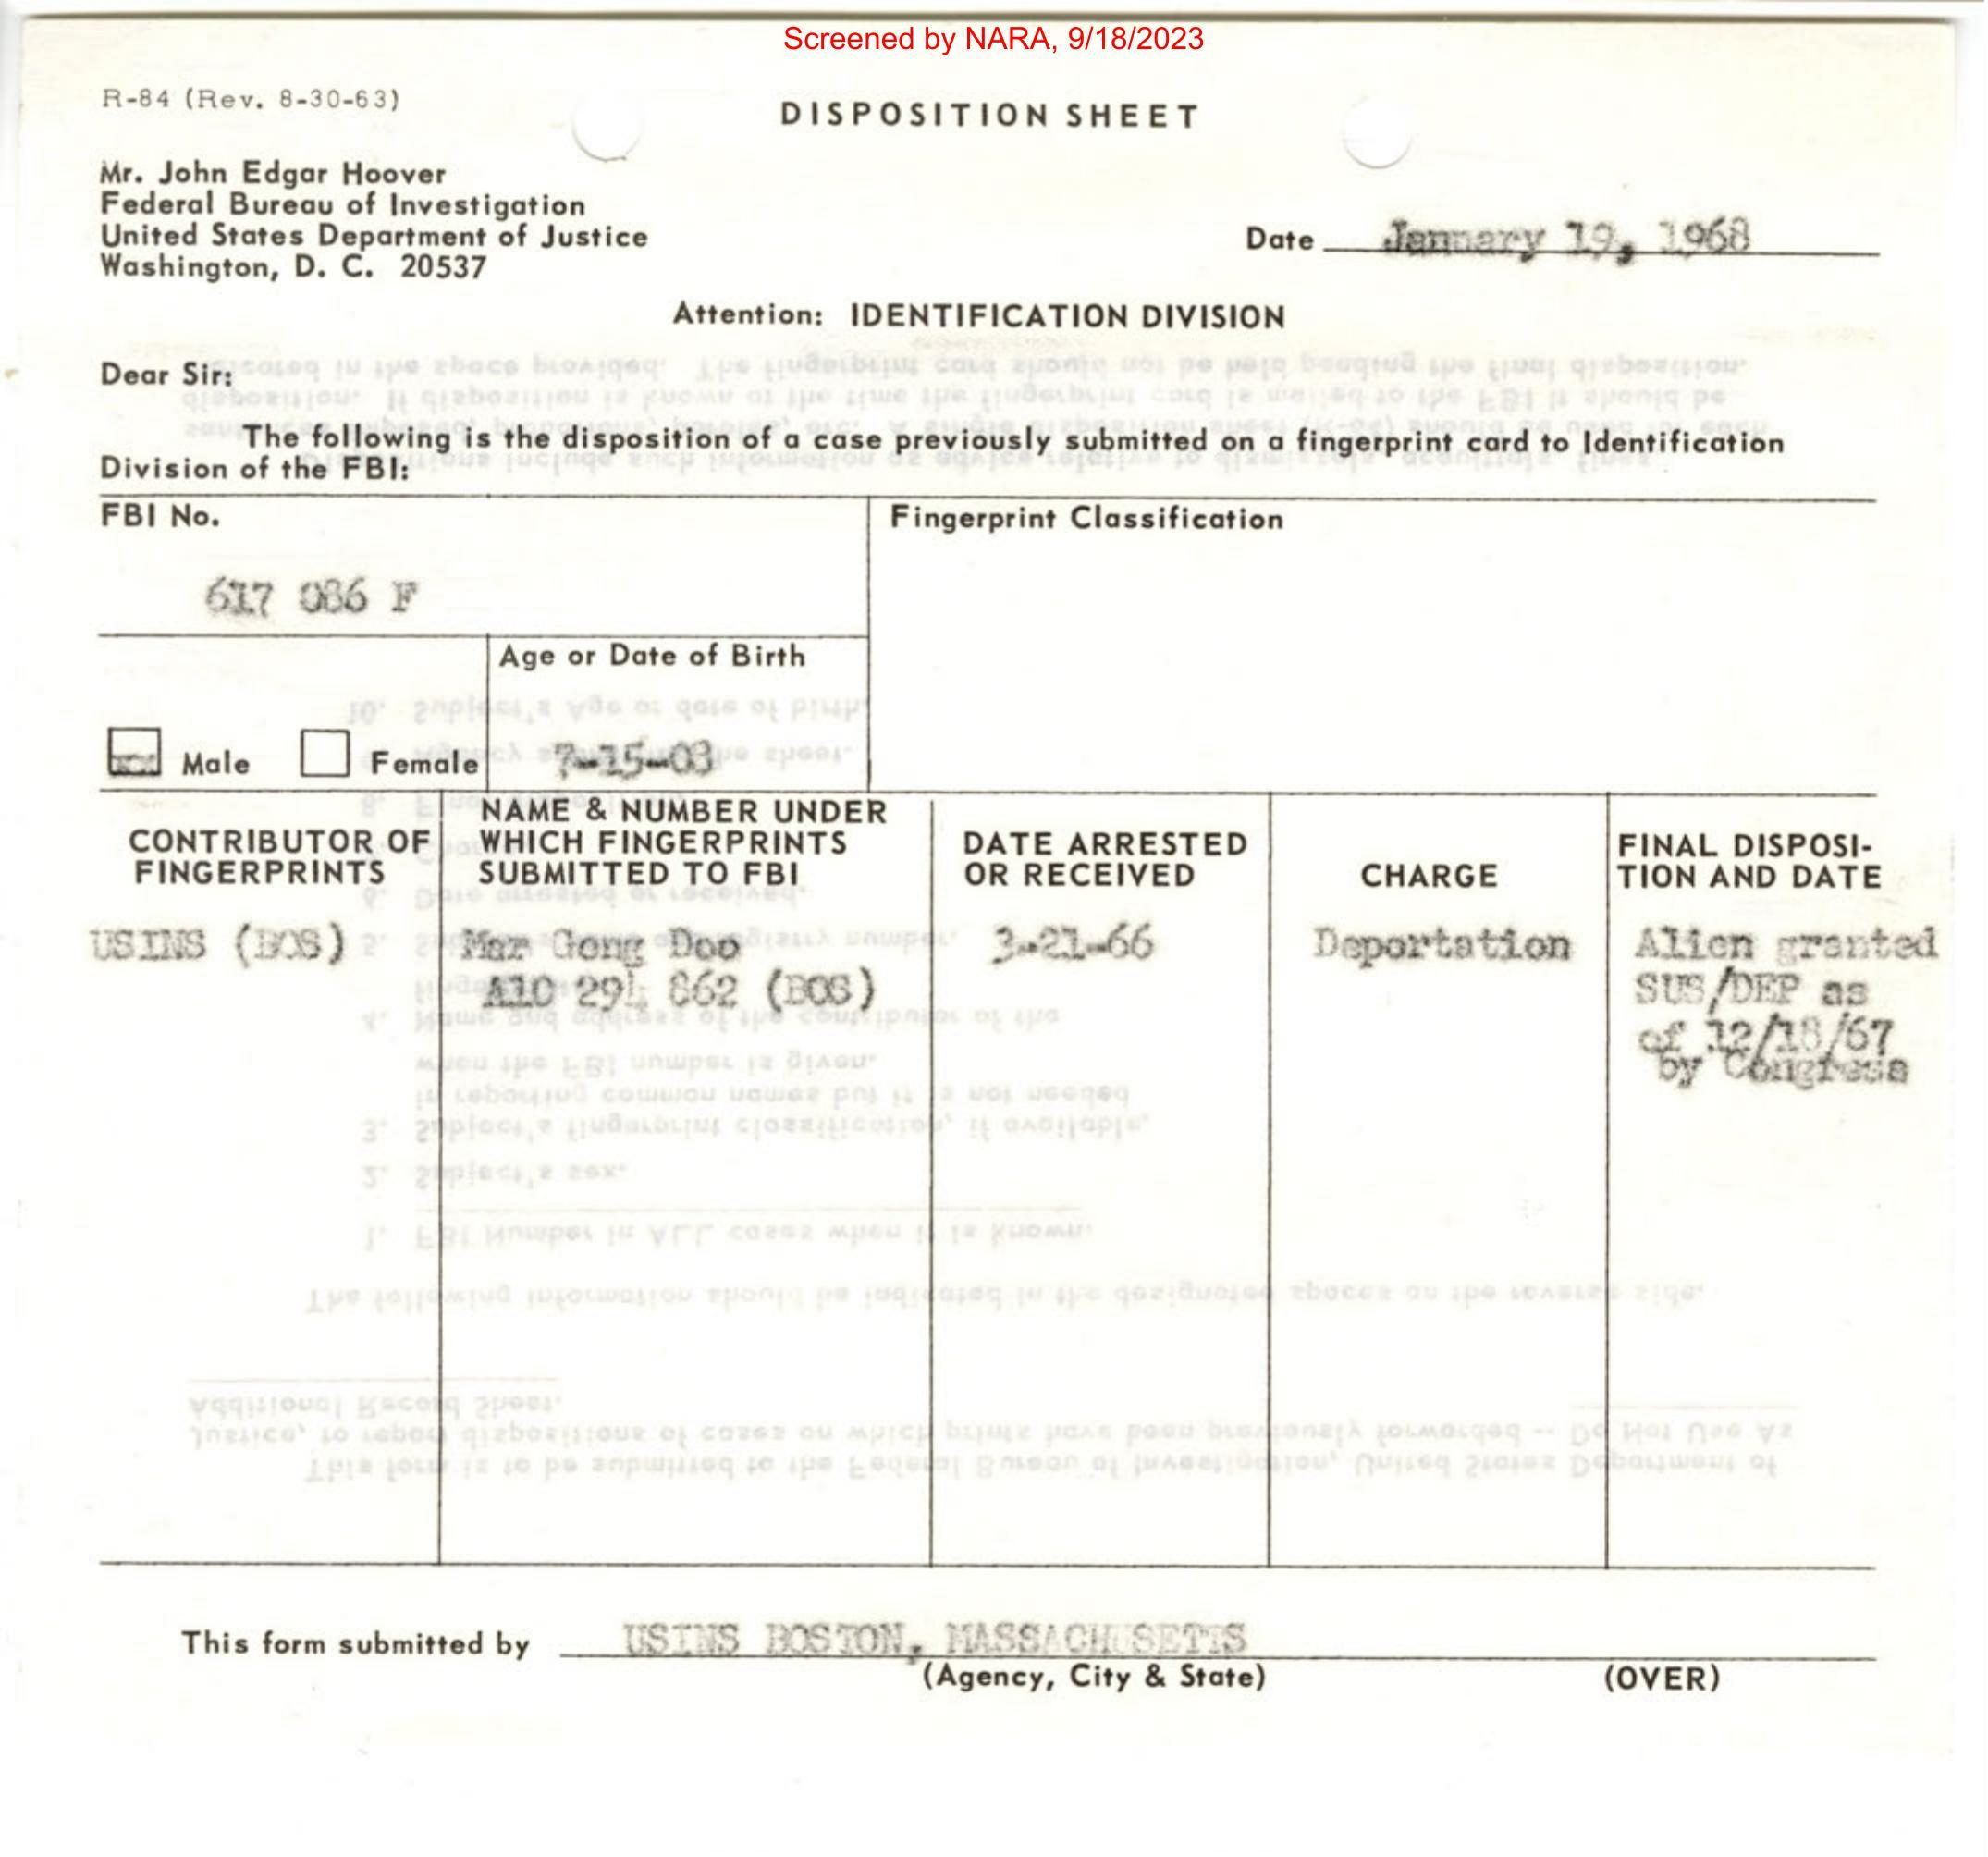 Screened by NARA, 9/18/2023
R-84 (Rev. 8-30-63)
DISPOSITION SHEET
Mr. John Edgar Hoover
Federal Bureau of Investigation
United States Department of Justice
Washington, D. C. 20537
Date January 19, 1968
Attention: IDENTIFICATION DIVISION
Dear Sir:
The following is the disposition of a case previously submitted on a fingerprint card to Identification
Division of the FBI:
FBI No.
617 086 F
Fingerprint Classification
xx Male
Female
Age or Date of Birth
7-15-03
CONTRIBUTOR OF
FINGERPRINTS
NAME & NUMBER UNDER
WHICH FINGERPRINTS
SUBMITTED TO FBI
DATE ARRESTED
OR RECEIVED
CHARGE
FINAL DISPOSI-
TION AND DATE
USINS (BOS)
Mar Gong Doo
A10 291 862 (BOS)
3-21-66
Deportation
Alien granted
SUS/DEP as
of 12/18/67
by Congress
This form submitted by USINS BOSTON, MASSACHUSETTS
(Agency, City & State)
(OVER)